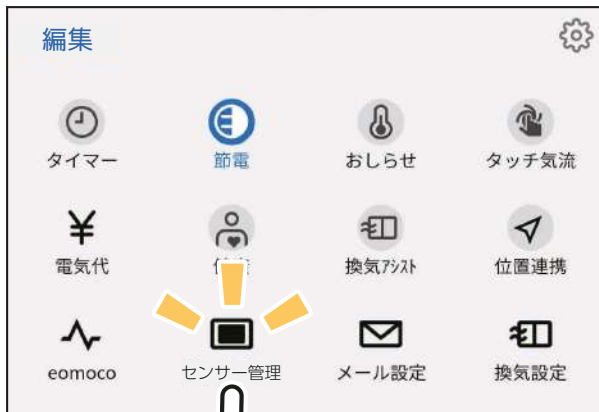 編集
タイマー
節電
おしらせ
タッチ気流
電気代
換気アシスト
位置連携
eomoco
センサー管理
メール設定
換気設定